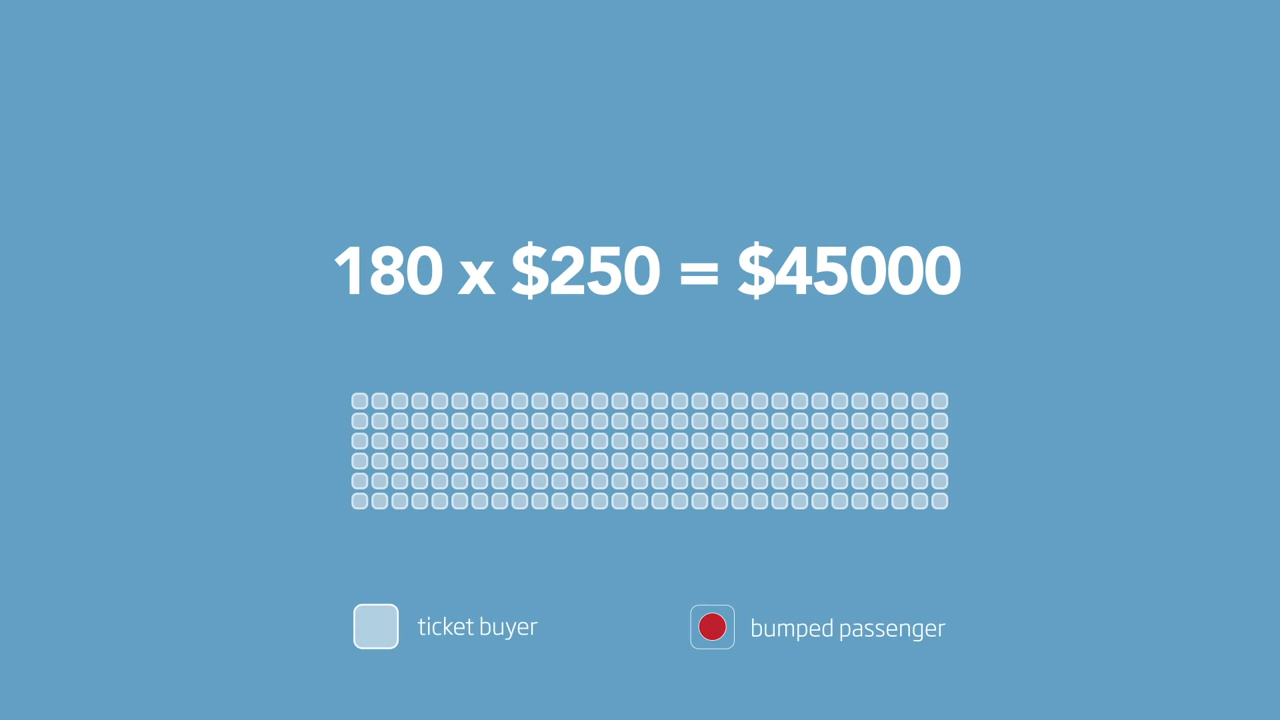 180 x $250 = $45000
ticket buyer
bumped passenger